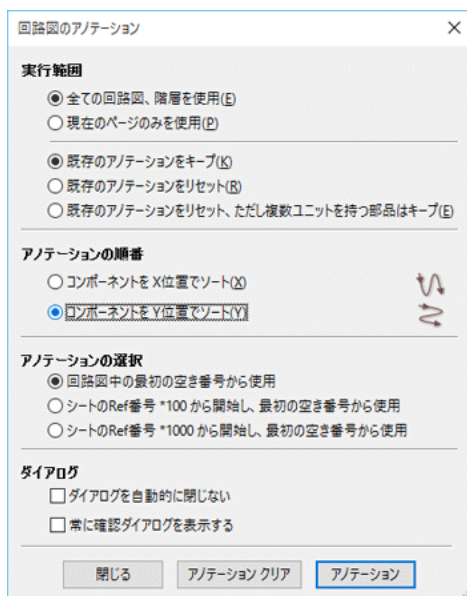 回路図のアノテーション
実行範囲
全ての回路図、階層を使用(E)
現在のページのみを使用(P)
既存のアノテーションをキープ(K)
既存のアノテーションをリセット(R)
既存のアノテーションをリセット、ただし複数ユニットを持つ部品はキープ(E)
アノテーションの順番
コンポーネントを X位置でソート(X)
コンポーネントを Y位置でソート(Y)
アノテーションの選択
回路図中の最初の空き番号から使用
シートのRef番号 *100 から開始し、最初の空き番号から使用
シートのRef番号 *1000 から開始し、最初の空き番号から使用
ダイアログ
ダイアログを自動的に閉じない
常に確認ダイアログを表示する
閉じる
アノテーション クリア
アノテーション